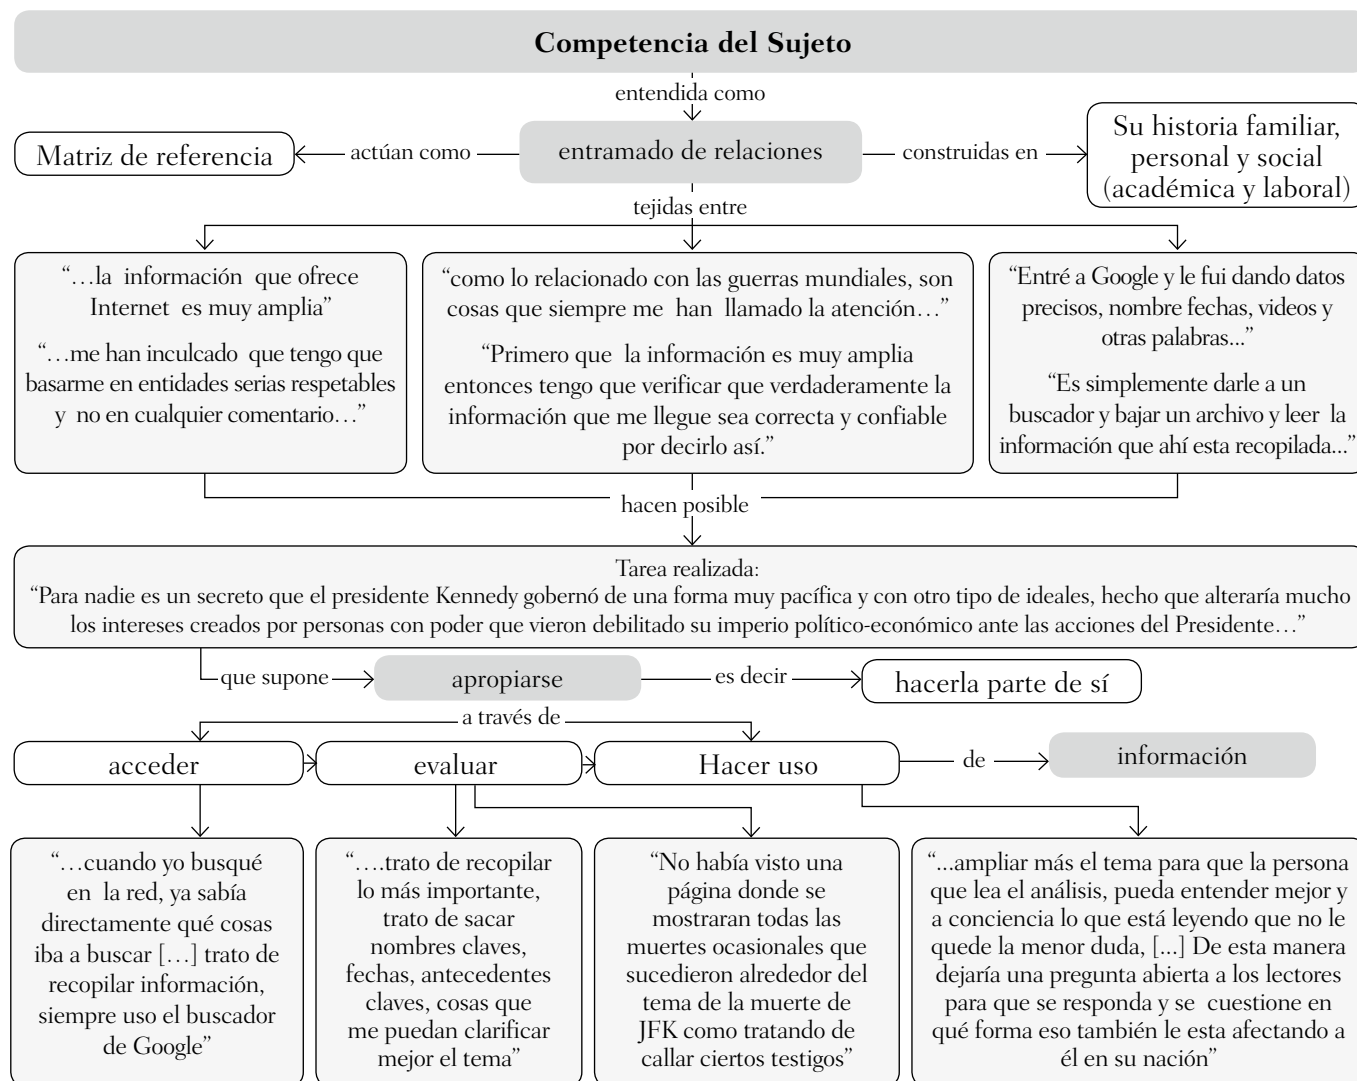 Competencia del Sujeto
entendida como
Matriz de referencia
actúan como
entramado de relaciones
construidas en
Su historia familiar,
personal y social
(académica y laboral)
tejidas entre
“…la información que ofrece
Internet es muy amplia”
“…me han inculcado que tengo que
basarme en entidades serias respetables
y no en cualquier comentario…”
“como lo relacionado con las guerras mundiales, son
cosas que siempre me han llamado la atención…”
“Primero que la información es muy amplia
entonces tengo que verificar que verdaderamente la
información que me llegue sea correcta y confiable
por decirlo así.”
“Entré a Google y le fui dando datos
precisos, nombre fechas, videos y
otras palabras...”
“Es simplemente darle a un
buscador y bajar un archivo y leer la
información que ahí esta recopilada...”
hacen posible
Tarea realizada:
“Para nadie es un secreto que el presidente Kennedy gobernó de una forma muy pacífica y con otro tipo de ideales, hecho que alteraría mucho
los intereses creados por personas con poder que vieron debilitado su imperio político-económico ante las acciones del Presidente…”
que supone
apropiarse
es decir
hacerla parte de sí
a través de
acceder
evaluar
Hacer uso
de
información
“…cuando yo busqué
en la red, ya sabía
directamente qué cosas
iba a buscar […] trato de
recopilar información,
siempre uso el buscador
de Google”
“….trato de recopilar
lo más importante,
trato de sacar
nombres claves,
fechas, antecedentes
claves, cosas que
me puedan clarificar
mejor el tema”
“No había visto una
página donde se
mostraran todas las
muertes ocasionales que
sucedieron alrededor del
tema de la muerte de
JFK como tratando de
callar ciertos testigos”
“...ampliar más el tema para que la persona
que lea el análisis, pueda entender mejor y
a conciencia lo que está leyendo que no le
quede la menor duda, [...] De esta manera
dejaría una pregunta abierta a los lectores
para que se responda y se cuestione en
qué forma eso también le esta afectando a
él en su nación”